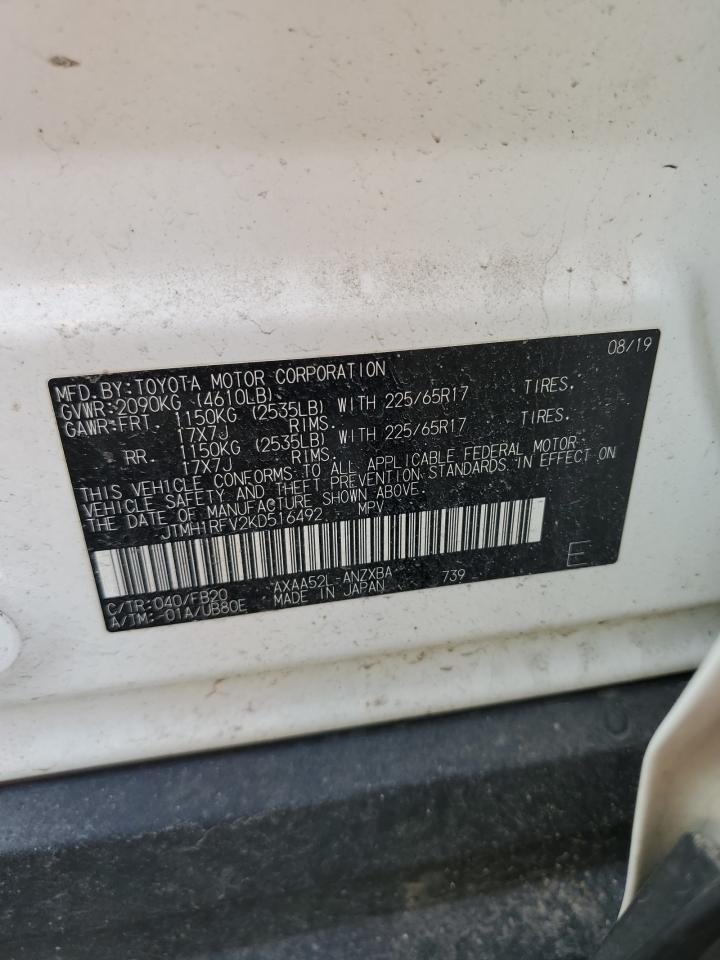 08/19
MFD.BY:TOYOTA MOTOR CORPORATION
GVWR:2090KG (4610LB)
GAWR:FRT. 1150KG (2535LB) WITH 225/65R17 TIRES.
17X7J RIMS.
RR. 1150KG (2535LB) WITH 225/65R17 TIRES.
17X7J RIMS.
THIS VEHICLE CONFORMS TO ALL APPLICABLE FEDERAL MOTOR
VEHICLE SAFETY AND THEFT PREVENTION STANDARDS IN EFFECT ON
THE DATE OF MANUFACTURE SHOWN ABOVE.
JTMH1RFV2KD516492 MPV
C/TR:040/FB20 AXAA52L-ANZXBA 739 E
A/TM:-01A/UB80E MADE IN JAPAN